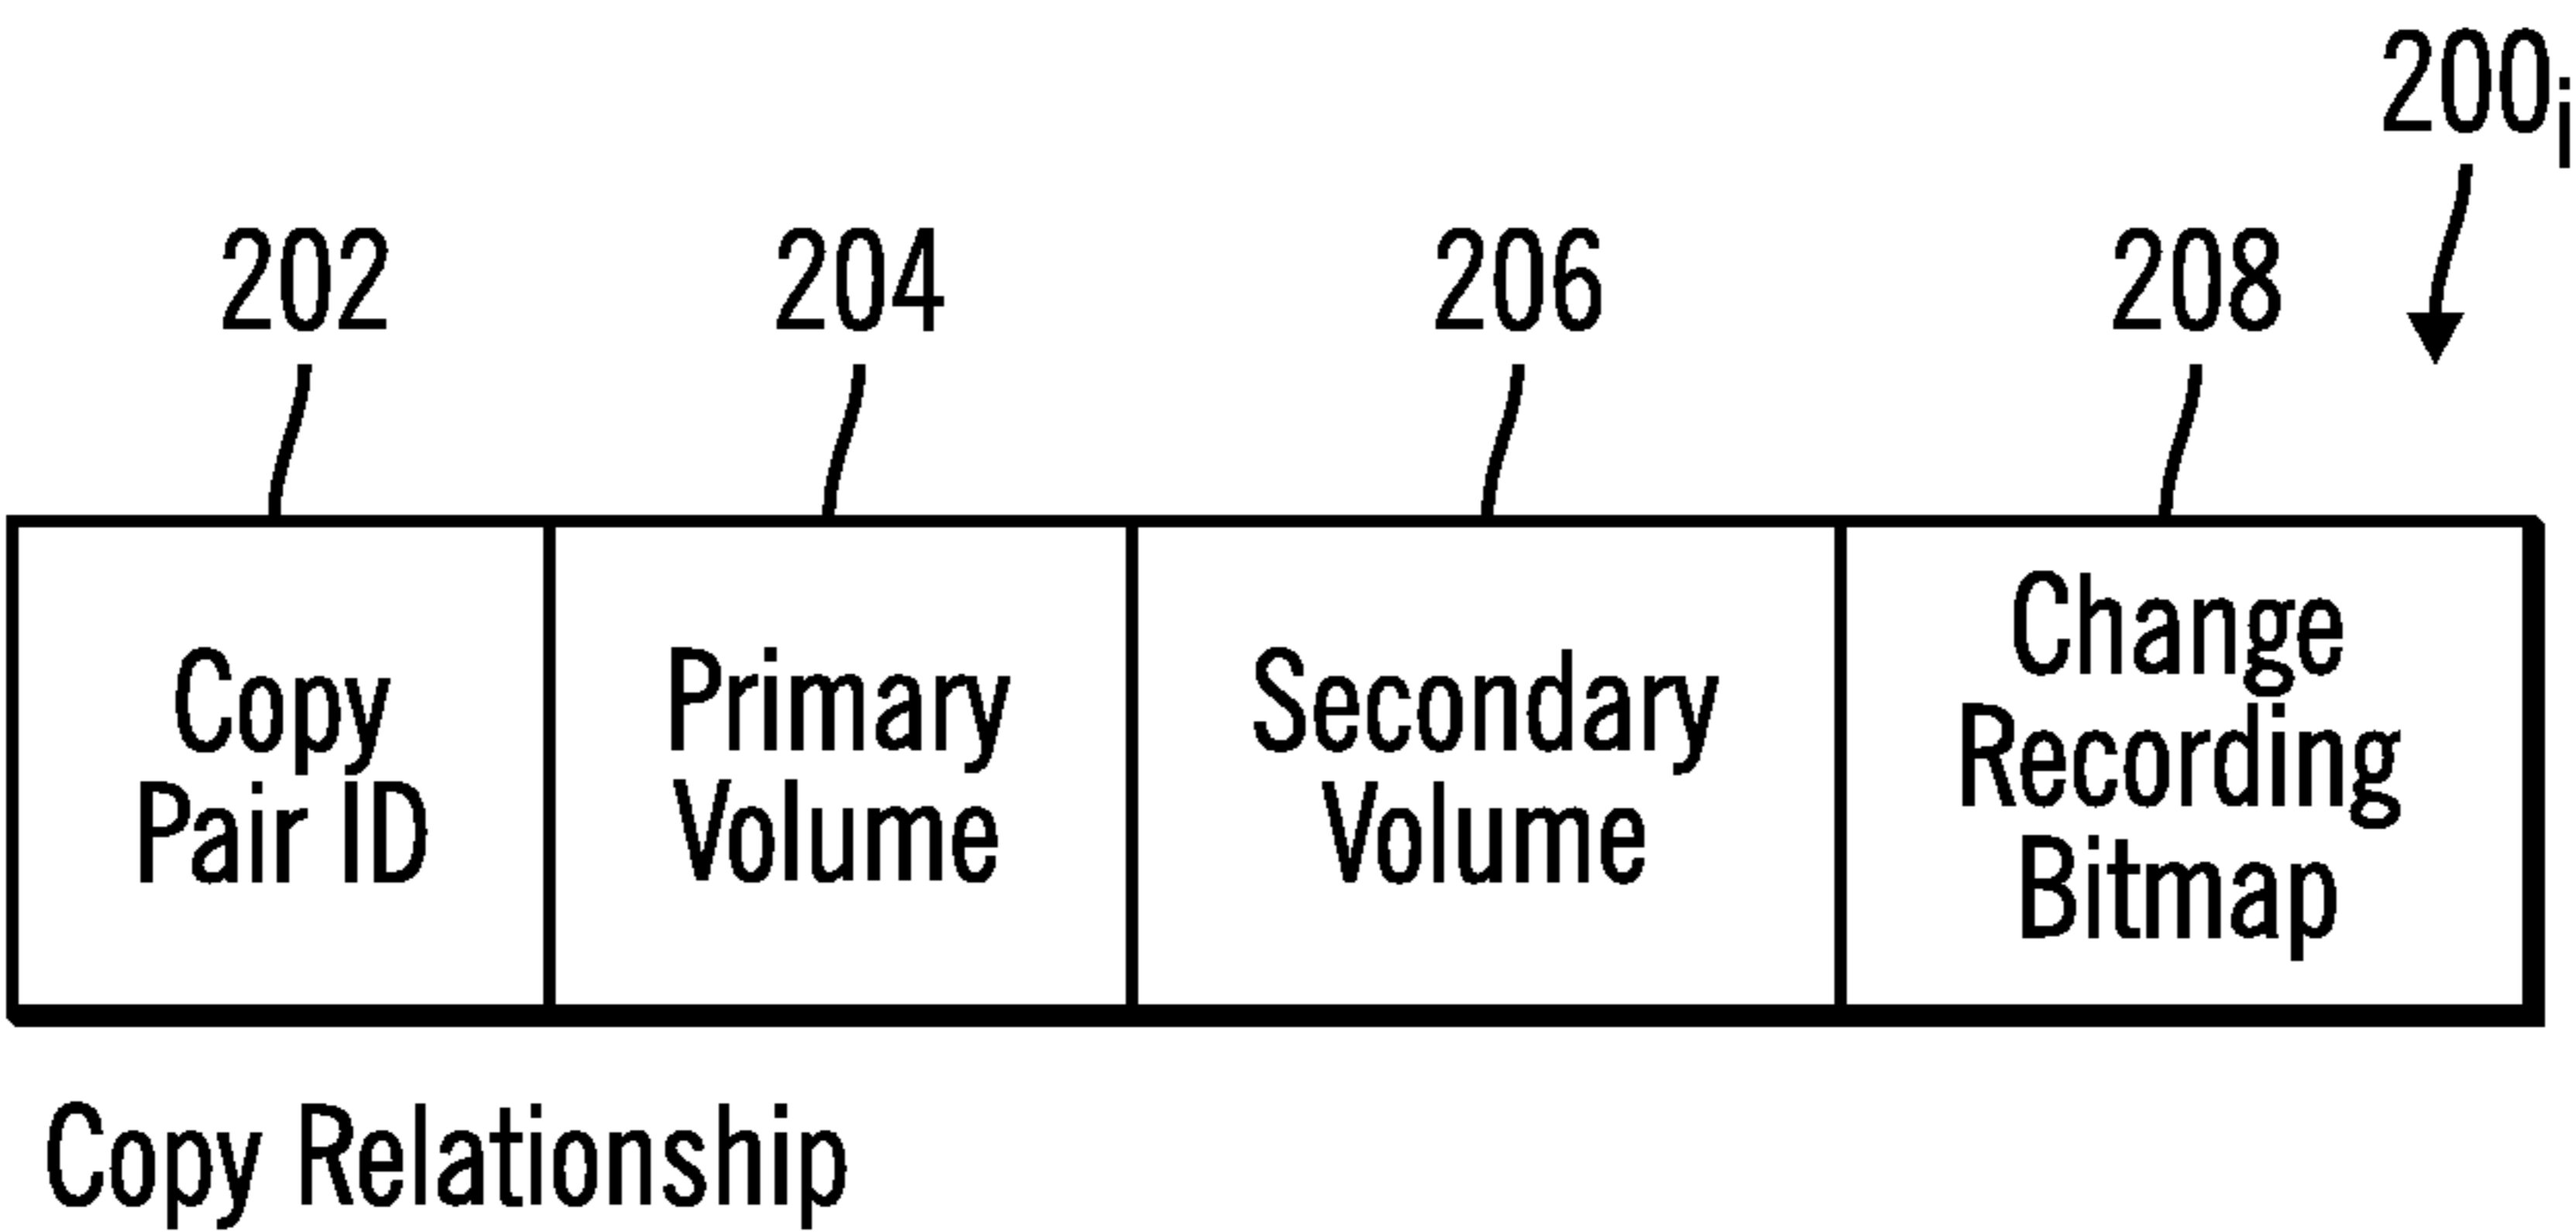 200i
202 204 206 208
Copy
Pair ID
Primary
Volume
Secondary
Volume
Change
Recording
Bitmap
Copy Relationship